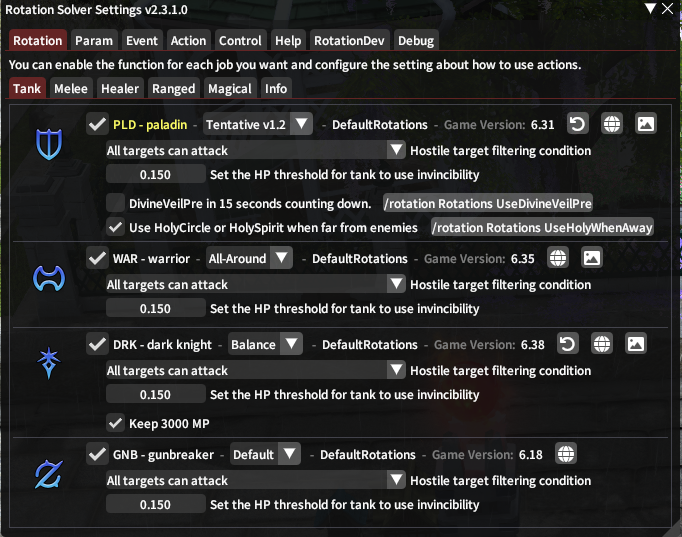 Rotation Solver Settings v2.3.1.0
Rotation Param Event Action Control Help RotationDev Debug
You can enable the function for each job you want and configure the setting about how to use actions.
Tank Melee Healer Ranged Magical Info
PLD - paladin - Tentative v1.2 - DefaultRotations - Game Version: 6.31
All targets can attack Hostile target filtering condition
0.150 Set the HP threshold for tank to use invincibility
DivineVeilPre in 15 seconds counting down. /rotation Rotations UseDivineVeilPre
Use HolyCircle or HolySpirit when far from enemies /rotation Rotations UseHolyWhenAway
WAR - warrior - All-Around - DefaultRotations - Game Version: 6.35
All targets can attack Hostile target filtering condition
0.150 Set the HP threshold for tank to use invincibility
DRK - dark knight - Balance - DefaultRotations - Game Version: 6.38
All targets can attack Hostile target filtering condition
0.150 Set the HP threshold for tank to use invincibility
Keep 3000 MP
GNB - gunbreaker - Default - DefaultRotations - Game Version: 6.18
All targets can attack Hostile target filtering condition
0.150 Set the HP threshold for tank to use invincibility